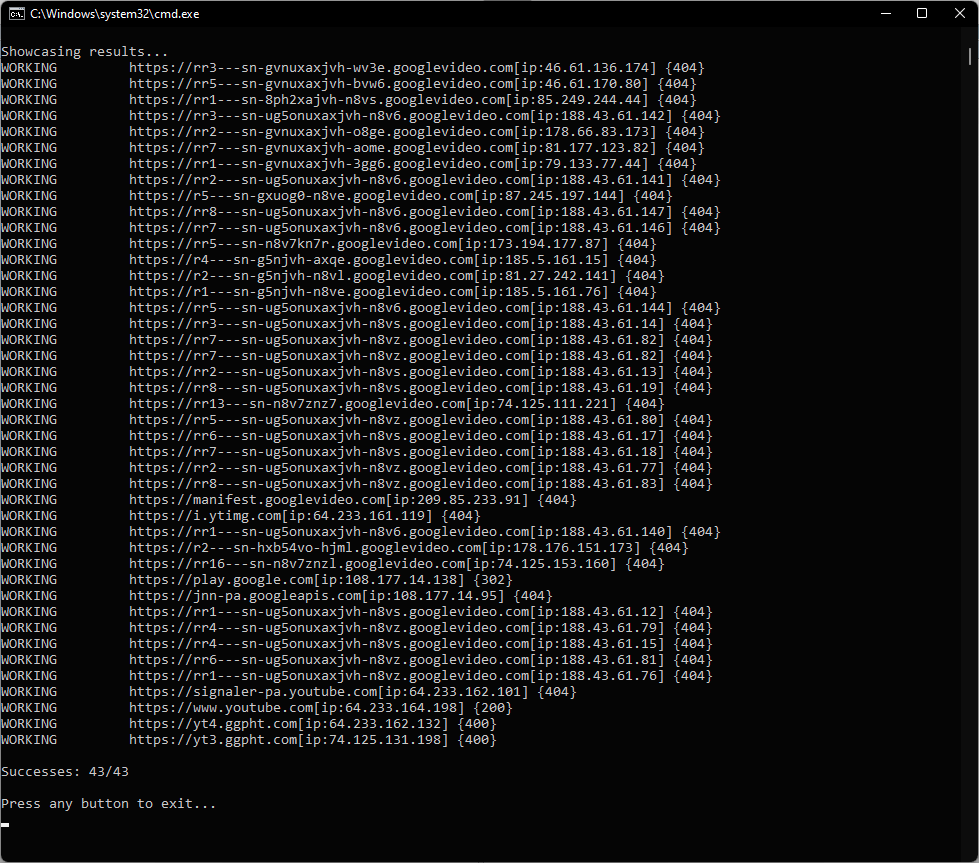 C:\Windows\system32\cmd.exe
Showcasing results...
WORKING https://rr3---sn-gvnuxaxjvh-wv3e.googlevideo.com[ip:46.61.136.174] {404}
WORKING https://rr5---sn-gvnuxaxjvh-bvw6.googlevideo.com[ip:46.61.170.80] {404}
WORKING https://rr1---sn-8ph2xajvh-n8vs.googlevideo.com[ip:85.249.244.44] {404}
WORKING https://rr3---sn-ug5onuxaxjvh-n8v6.googlevideo.com[ip:188.43.61.142] {404}
WORKING https://rr2---sn-gvnuxaxjvh-o8ge.googlevideo.com[ip:178.66.83.173] {404}
WORKING https://rr7---sn-gvnuxaxjvh-aome.googlevideo.com[ip:81.177.123.82] {404}
WORKING https://rr1---sn-gvnuxaxjvh-3gg6.googlevideo.com[ip:79.133.77.44] {404}
WORKING https://rr2---sn-ug5onuxaxjvh-n8v6.googlevideo.com[ip:188.43.61.141] {404}
WORKING https://r5---sn-gxuog0-n8ve.googlevideo.com[ip:87.245.197.144] {404}
WORKING https://rr8---sn-ug5onuxaxjvh-n8v6.googlevideo.com[ip:188.43.61.147] {404}
WORKING https://rr7---sn-ug5onuxaxjvh-n8v6.googlevideo.com[ip:188.43.61.146] {404}
WORKING https://rr5---sn-n8v7kn7r.googlevideo.com[ip:173.194.177.87] {404}
WORKING https://r4---sn-g5njvh-axqe.googlevideo.com[ip:185.5.161.15] {404}
WORKING https://r2---sn-g5njvh-n8vl.googlevideo.com[ip:81.27.242.141] {404}
WORKING https://r1---sn-g5njvh-n8ve.googlevideo.com[ip:185.5.161.76] {404}
WORKING https://rr5---sn-ug5onuxaxjvh-n8v6.googlevideo.com[ip:188.43.61.144] {404}
WORKING https://rr3---sn-ug5onuxaxjvh-n8vs.googlevideo.com[ip:188.43.61.14] {404}
WORKING https://rr7---sn-ug5onuxaxjvh-n8vz.googlevideo.com[ip:188.43.61.82] {404}
WORKING https://rr7---sn-ug5onuxaxjvh-n8vz.googlevideo.com[ip:188.43.61.82] {404}
WORKING https://rr2---sn-ug5onuxaxjvh-n8vs.googlevideo.com[ip:188.43.61.13] {404}
WORKING https://rr8---sn-ug5onuxaxjvh-n8vs.googlevideo.com[ip:188.43.61.19] {404}
WORKING https://rr13---sn-n8v7znz7.googlevideo.com[ip:74.125.111.221] {404}
WORKING https://rr5---sn-ug5onuxaxjvh-n8vz.googlevideo.com[ip:188.43.61.80] {404}
WORKING https://rr6---sn-ug5onuxaxjvh-n8vs.googlevideo.com[ip:188.43.61.17] {404}
WORKING https://rr7---sn-ug5onuxaxjvh-n8vs.googlevideo.com[ip:188.43.61.18] {404}
WORKING https://rr2---sn-ug5onuxaxjvh-n8vz.googlevideo.com[ip:188.43.61.77] {404}
WORKING https://rr8---sn-ug5onuxaxjvh-n8vz.googlevideo.com[ip:188.43.61.83] {404}
WORKING https://manifest.googlevideo.com[ip:209.85.233.91] {404}
WORKING https://i.ytimg.com[ip:64.233.161.119] {404}
WORKING https://rr1---sn-ug5onuxaxjvh-n8v6.googlevideo.com[ip:188.43.61.140] {404}
WORKING https://r2---sn-hxb54vo-hjml.googlevideo.com[ip:178.176.151.173] {404}
WORKING https://rr16---sn-n8v7znzl.googlevideo.com[ip:74.125.153.160] {404}
WORKING https://play.google.com[ip:108.177.14.138] {302}
WORKING https://jnn-pa.googleapis.com[ip:108.177.14.95] {404}
WORKING https://rr1---sn-ug5onuxaxjvh-n8vs.googlevideo.com[ip:188.43.61.12] {404}
WORKING https://rr4---sn-ug5onuxaxjvh-n8vz.googlevideo.com[ip:188.43.61.79] {404}
WORKING https://rr4---sn-ug5onuxaxjvh-n8vs.googlevideo.com[ip:188.43.61.15] {404}
WORKING https://rr6---sn-ug5onuxaxjvh-n8vz.googlevideo.com[ip:188.43.61.81] {404}
WORKING https://rr1---sn-ug5onuxaxjvh-n8vz.googlevideo.com[ip:188.43.61.76] {404}
WORKING https://signaler-pa.youtube.com[ip:64.233.162.101] {404}
WORKING https://www.youtube.com[ip:64.233.164.198] {200}
WORKING https://yt4.ggpht.com[ip:64.233.162.132] {400}
WORKING https://yt3.ggpht.com[ip:74.125.131.198] {400}
Successes: 43/43
Press any button to exit...